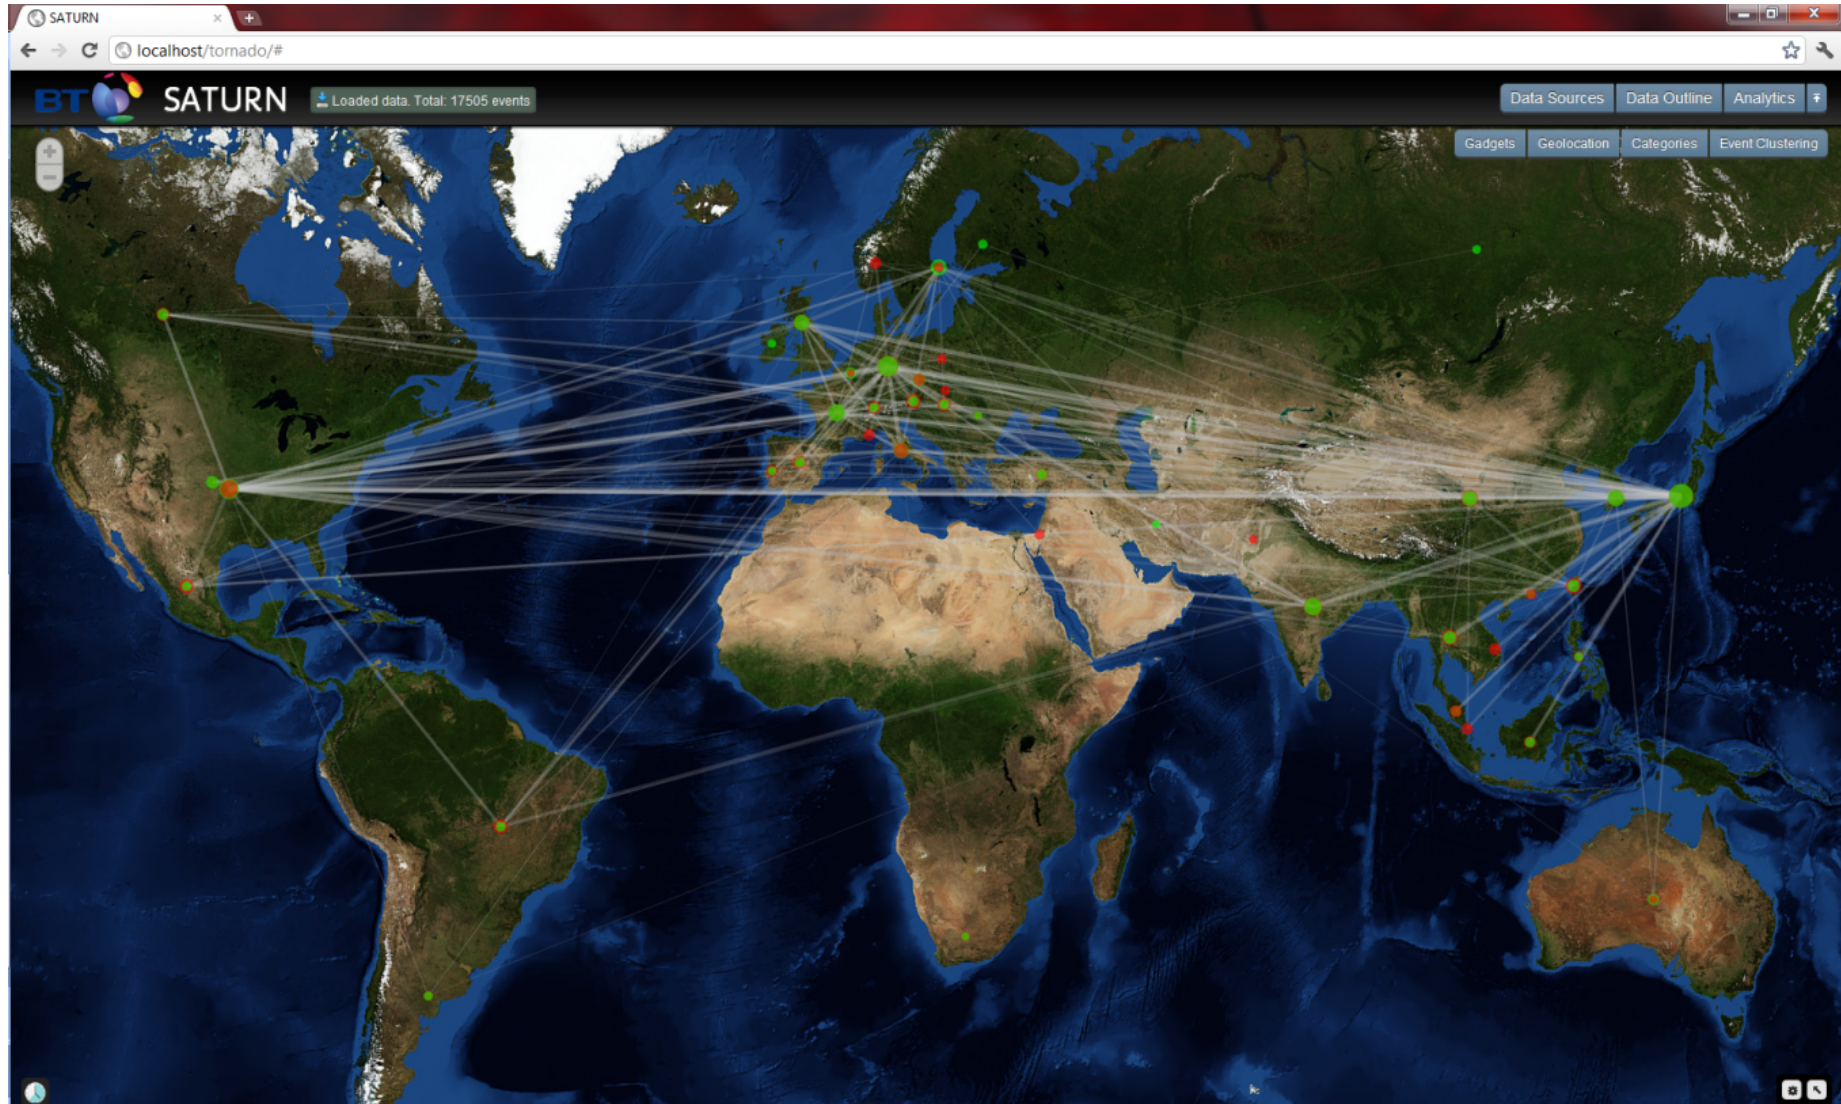 SATURN
localhost/tornado/#
BT SATURN Loaded data. Total: 17505 events Data Sources Data Outline Analytics
Gadgets Geolocation Categories Event Clustering